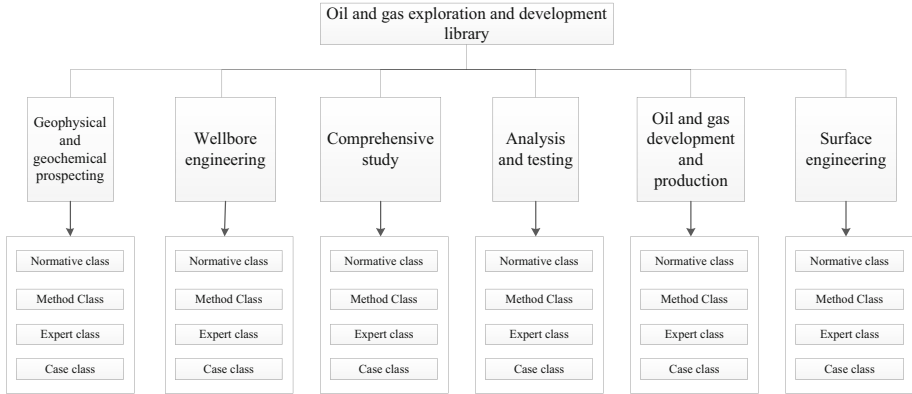 Oil and gas exploration and development
library
Geophysical
and
geochemical
prospecting
Wellbore
engineering
Comprehensive
study
Analysis
and testing
Oil and gas
development
and
production
Surface
engineering
Normative class
Method Class
Expert class
Case class
Normative class
Method Class
Expert class
Case class
Normative class
Method Class
Expert class
Case class
Normative class
Method Class
Expert class
Case class
Normative class
Method Class
Expert class
Case class
Normative class
Method Class
Expert class
Case class